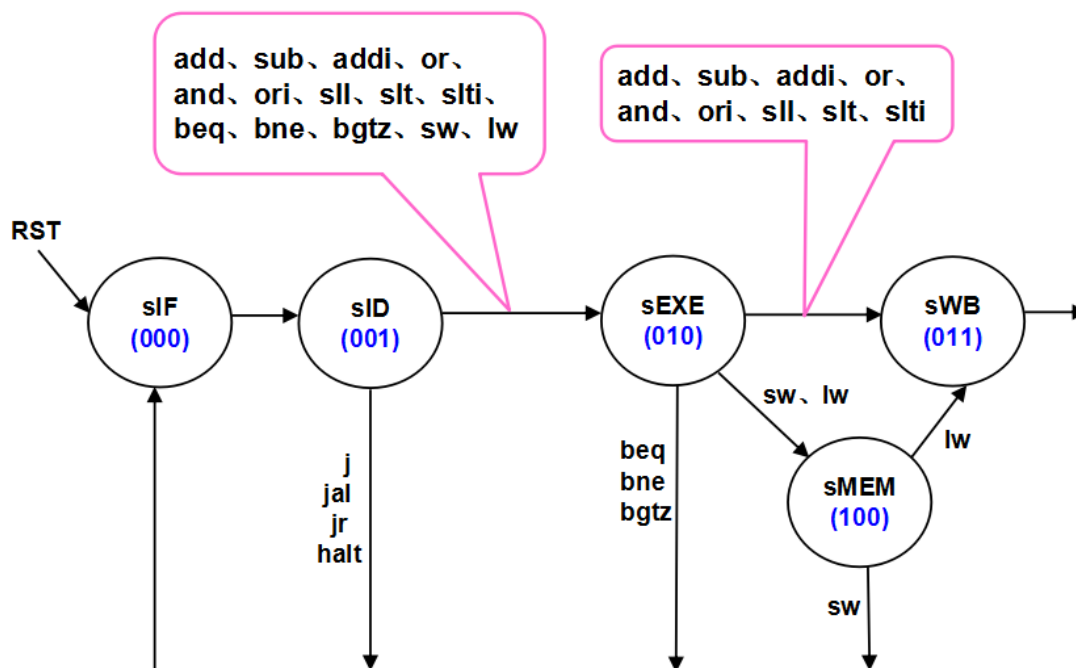 add、sub、addi、or、
and、ori、sll、slt、slti、
beq、bne、bgtz、sw、lw
add、sub、addi、or、
and、ori、sll、slt、slti
RST
sIF
(000)
sID
(001)
sEXE
(010)
sWB
(011)
sw、lw
lw
j
jal
jr
halt
beq
bne
bgtz
sMEM
(100)
sw